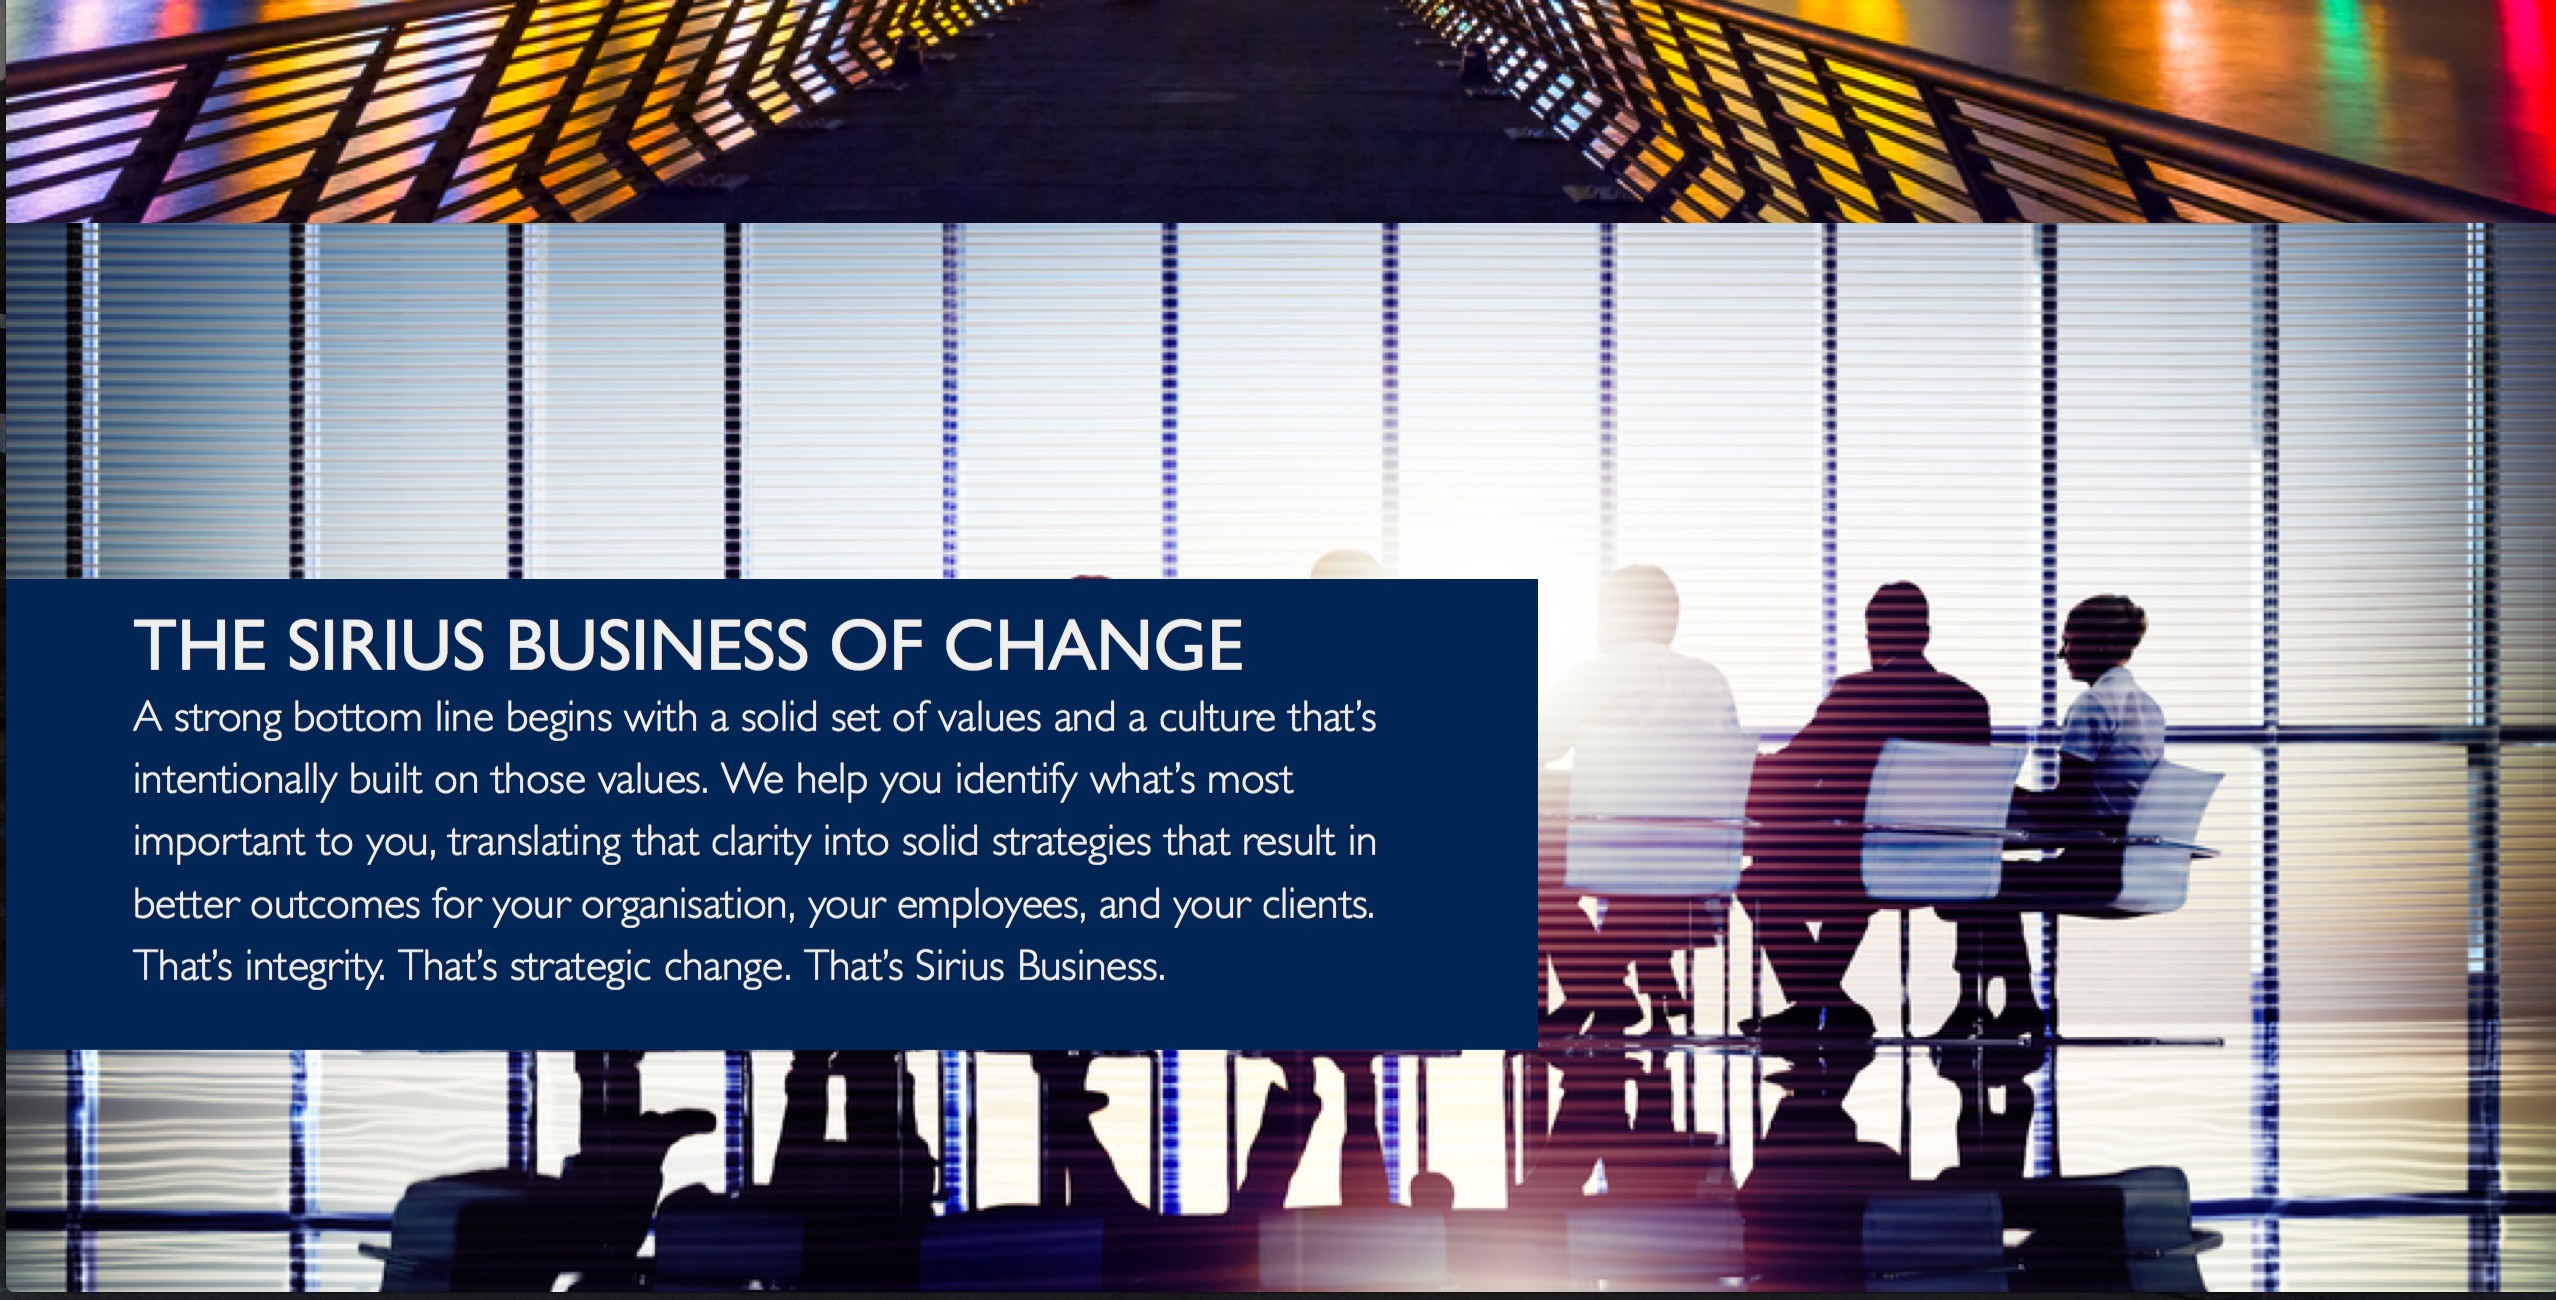 THE SIRIUS BUSINESS OF CHANGE
A strong bottom line begins with a solid set of values and a culture that's
intentionally built on those values. We help you identify what's most
important to you, translating that clarity into solid strategies that result in
better outcomes for your organisation, your employees, and your clients.
That's integrity. That's strategic change. That's Sirius Business.